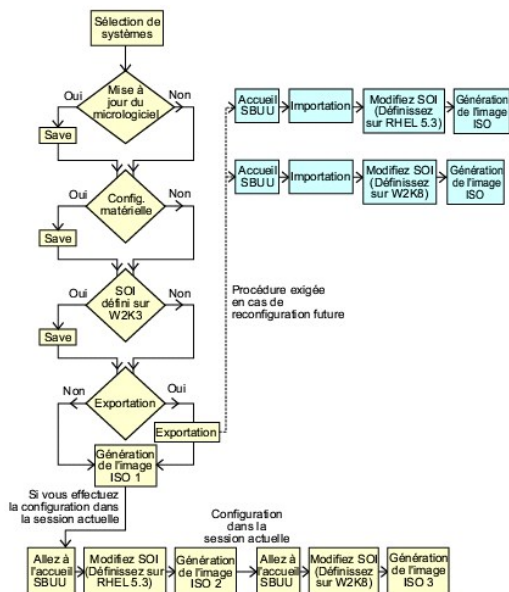 Sélection de
systèmes
Oui
Mise à
jour du
micrologiciel
Non
Save
Oui
Config.
matérielle
Non
Save
Oui
SOI
défini sur
W2K3
Non
Save
Non
Oui
Exportation
Exportation
Génération
de l'image
ISO 1
Accueil
SBUU
Importation
Modifiez SOI
(Définissez
sur RHEL 5.3)
Génération
de l'image
ISO
Accueil
SBUU
Importation
Modifiez SOI
(Définissez
sur W2K8)
Génération
de l'image
ISO
Procédure exigée
en cas de
reconfiguration future
Si vous effectuez
la configuration dans
la session actuelle
Configuration
dans la
session actuelle
Allez à
l'accueil
SBUU
Modifiez SOI
(Définissez sur
RHEL 5.3)
Génération
de l'image
ISO 2
Allez à
l'accueil
SBUU
Modifiez SOI
(Définissez
sur W2K8)
Génération
de l'image
ISO 3